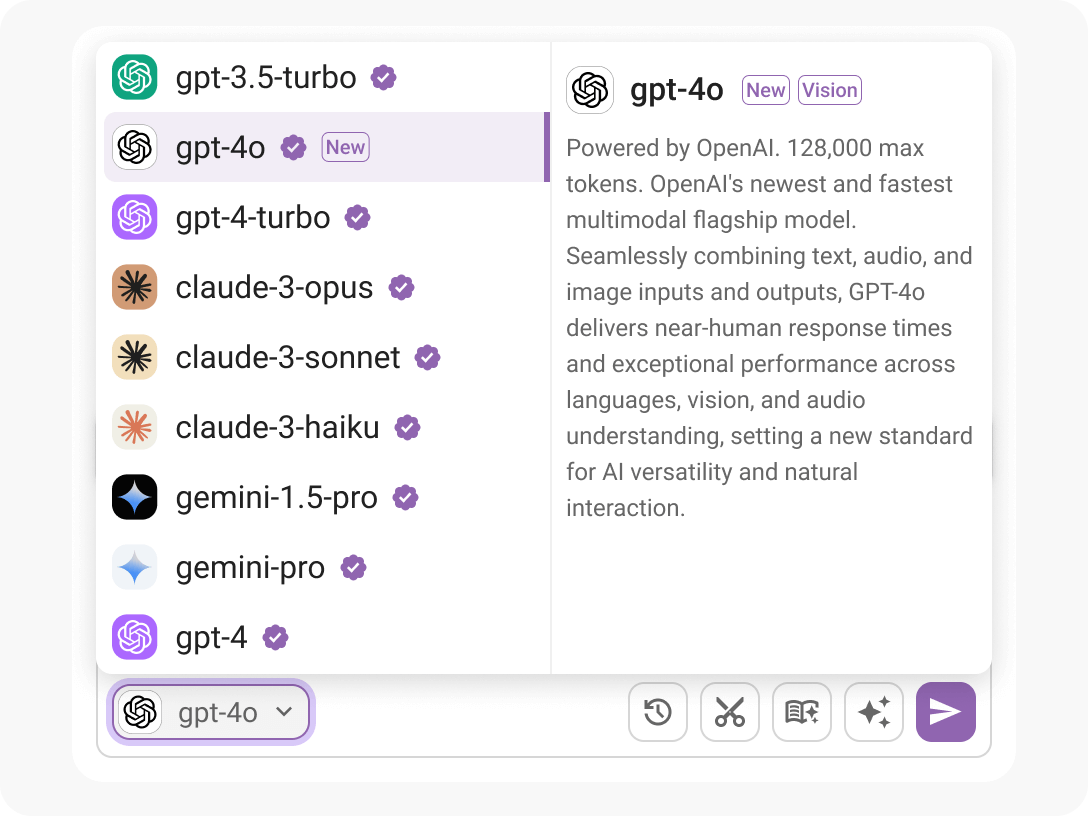 gpt-3.5-turbo
gpt-4o New
gpt-4-turbo
claude-3-opus
claude-3-sonnet
claude-3-haiku
gemini-1.5-pro
gemini-pro
gpt-4
gpt-4o New Vision
Powered by OpenAI. 128,000 max
tokens. OpenAI's newest and fastest
multimodal flagship model.
Seamlessly combining text, audio, and
image inputs and outputs, GPT-4o
delivers near-human response times
and exceptional performance across
languages, vision, and audio
understanding, setting a new standard
for AI versatility and natural
interaction.
gpt-4o